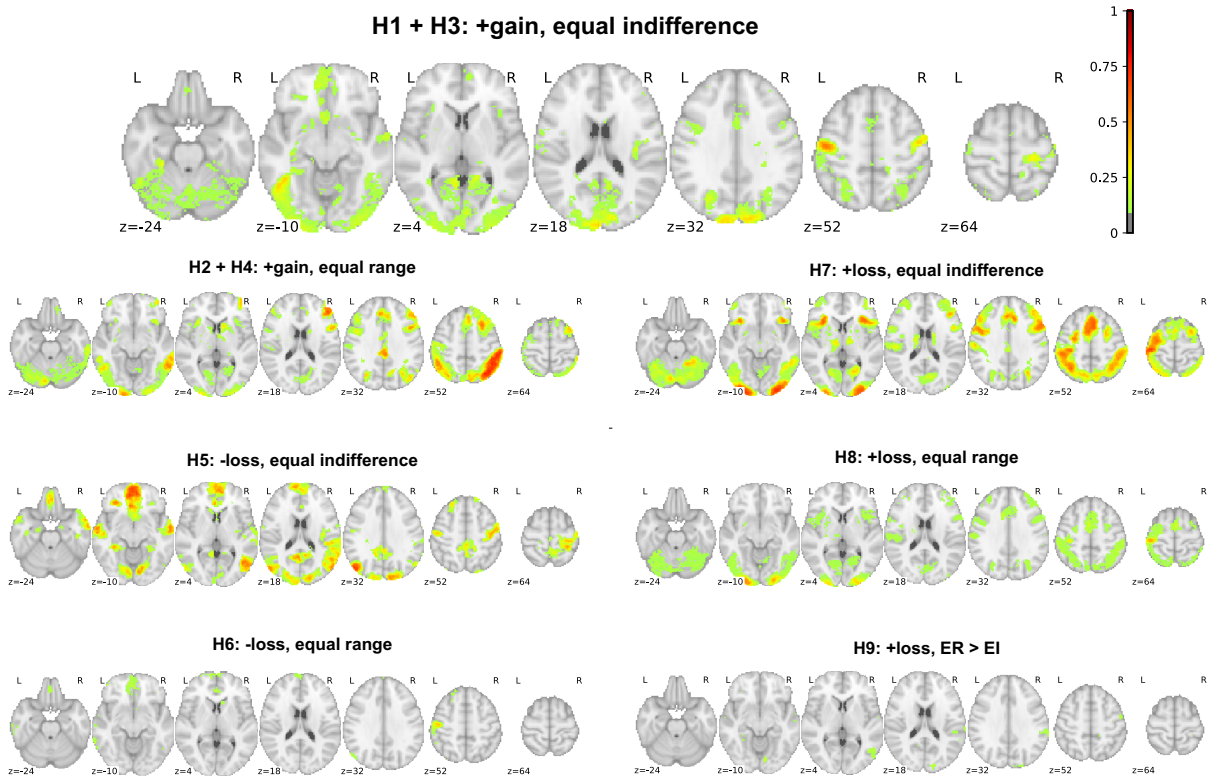 H1 + H3: +gain, equal indifference
1
0.75
0.5
0.25
0
L R L R
z=-24 z=-10 z=4 z=18 z=32 z=52 z=64
H2 + H4: +gain, equal range
L R L R
z=-24 z=-10 z=4 z=18 z=32 z=52 z=64
H7: +loss, equal indifference
L R L R
z=-24 z=-10 z=4 z=18 z=32 z=52 z=64
-
H5: -loss, equal indifference
L R L R
z=-24 z=-10 z=4 z=18 z=32 z=52 z=64
H8: +loss, equal range
L R L R
z=-24 z=-10 z=4 z=18 z=32 z=52 z=64
H6: -loss, equal range
L R L R
z=-24 z=-10 z=4 z=18 z=32 z=52 z=64
H9: +loss, ER > EI
L R L R
z=-24 z=-10 z=4 z=18 z=32 z=52 z=64